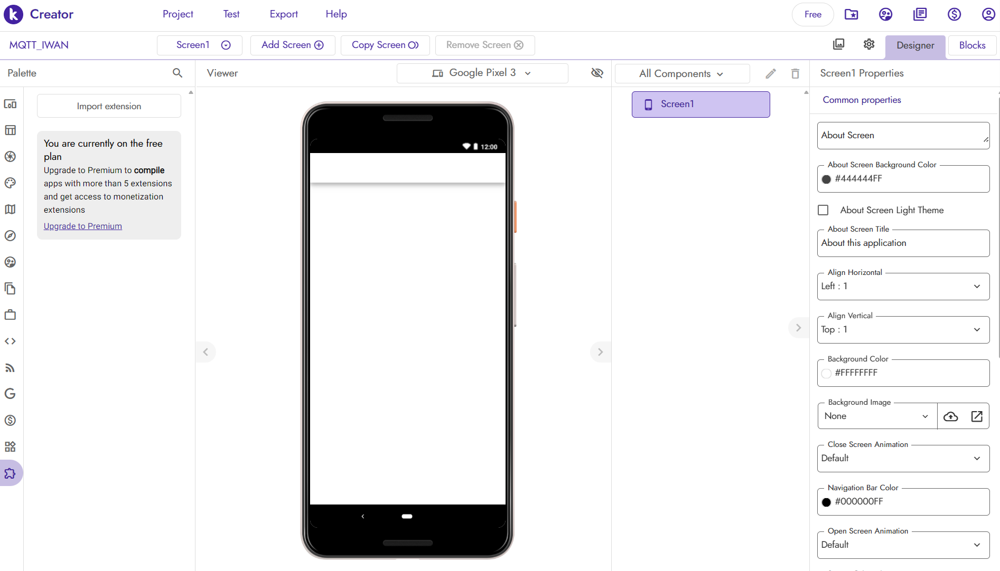 Creator
Project
Test
Export
Help
Free
MQTT_IWAN
Screen1
Add Screen
Copy Screen
Remove Screen
Designer
Blocks
Palette
Import extension
You are currently on the free
plan
Upgrade to Premium to compile
apps with more than 5 extensions
and get access to monetization
extensions
Upgrade to Premium
Viewer
Google Pixel 3
12:00
All Components
Screen1
Screen1 Properties
Common properties
About Screen
About Screen Background Color
#444444FF
About Screen Light Theme
About Screen Title
About this application
Align Horizontal
Left : 1
Align Vertical
Top : 1
Background Color
#FFFFFFFF
Background Image
None
Close Screen Animation
Default
Navigation Bar Color
#000000FF
Open Screen Animation
Default